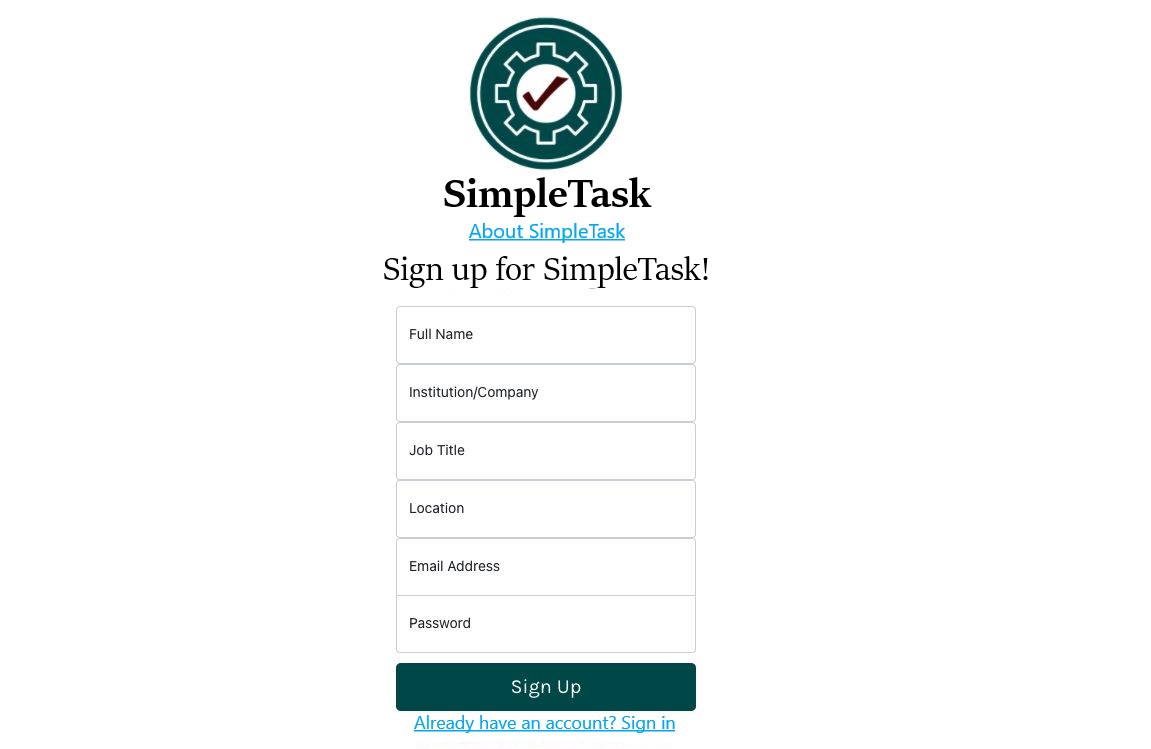 SimpleTask
About SimpleTask
Sign up for SimpleTask!
Full Name
Institution/Company
Job Title
Location
Email Address
Password
Sign Up
Already have an account? Sign in